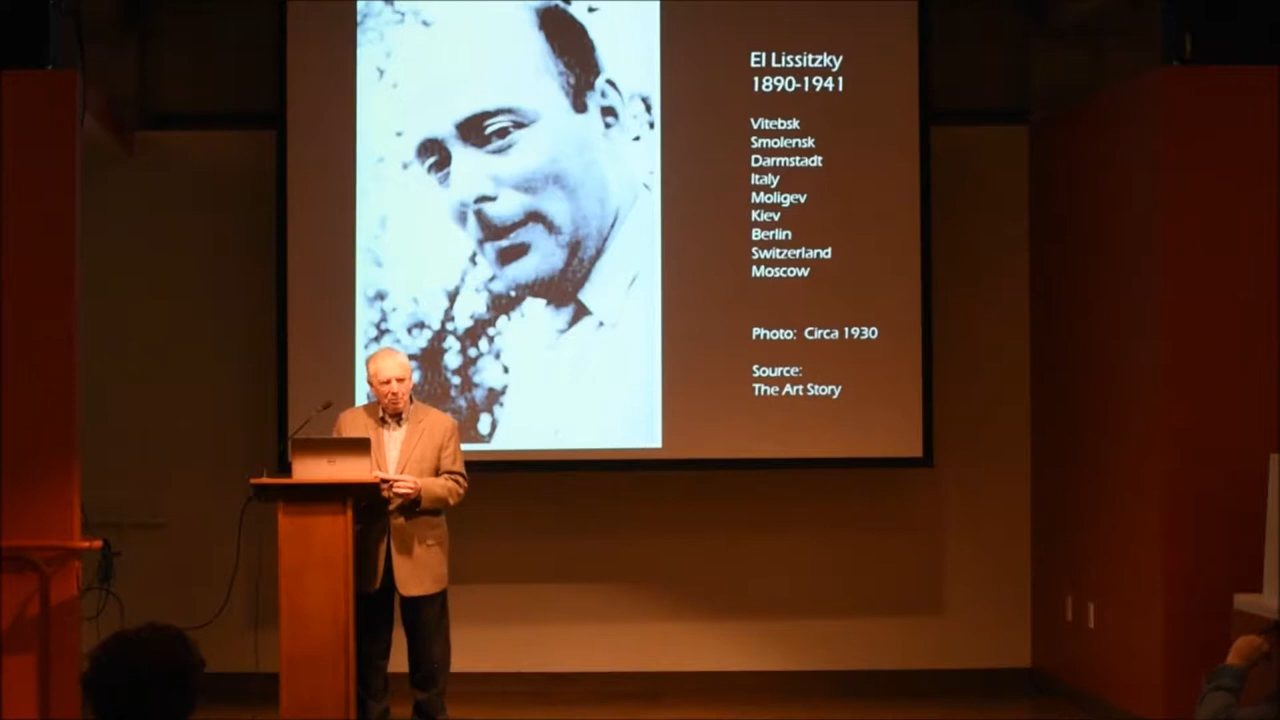 El Lissitzky
1890-1941
Vitebsk
Smolensk
Darmstadt
Italy
Moligev
Kiev
Berlin
Switzerland
Moscow
Photo: Circa 1930
Source:
The Art Story